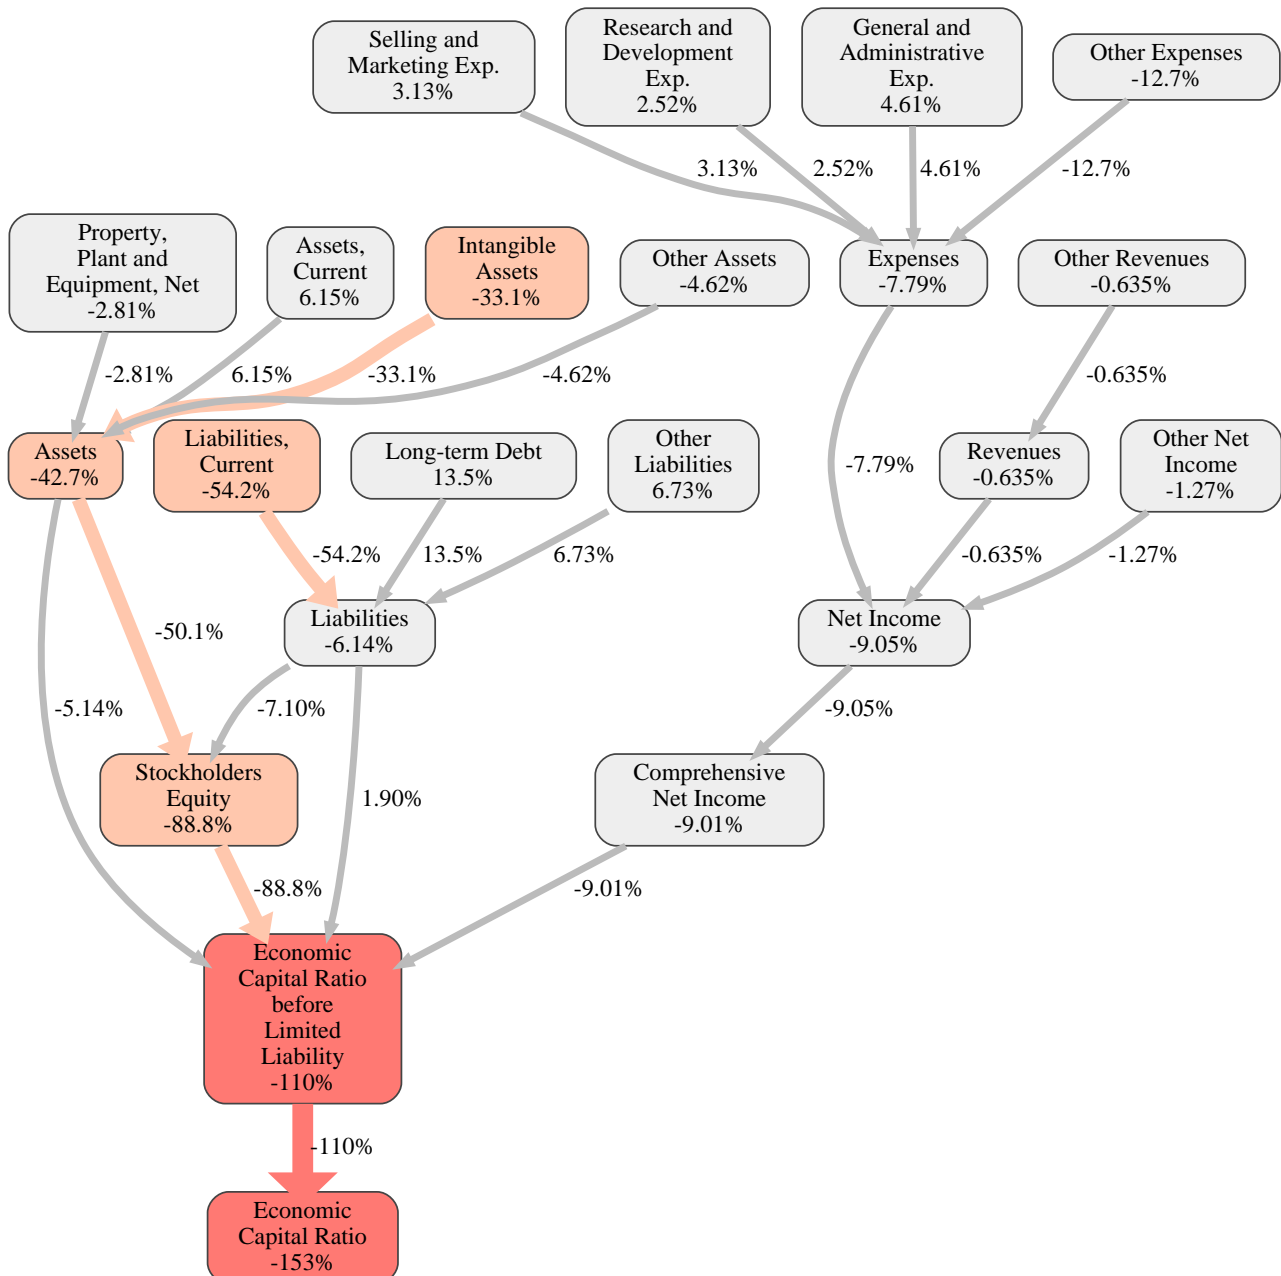 Selling and
Marketing Exp.
3.13%
Research and
Development
Exp.
2.52%
General and
Administrative
Exp.
4.61%
Other Expenses
-12.7%
3.13%
2.52%
4.61%
-12.7%
Property,
Plant and
Equipment, Net
-2.81%
Assets,
Current
6.15%
Intangible
Assets
-33.1%
Other Assets
-4.62%
Expenses
-7.79%
Other Revenues
-0.635%
-2.81%
6.15%
-33.1%
-4.62%
-0.635%
Assets
-42.7%
Liabilities,
Current
-54.2%
Long-term Debt
13.5%
Other
Liabilities
6.73%
-7.79%
Revenues
-0.635%
Other Net
Income
-1.27%
-54.2%
13.5%
6.73%
-0.635%
-1.27%
-50.1%
Liabilities
-6.14%
Net Income
-9.05%
-5.14%
-7.10%
-9.05%
Stockholders
Equity
-88.8%
1.90%
Comprehensive
Net Income
-9.01%
-88.8%
-9.01%
Economic
Capital Ratio
before
Limited
Liability
-110%
-110%
Economic
Capital Ratio
-153%